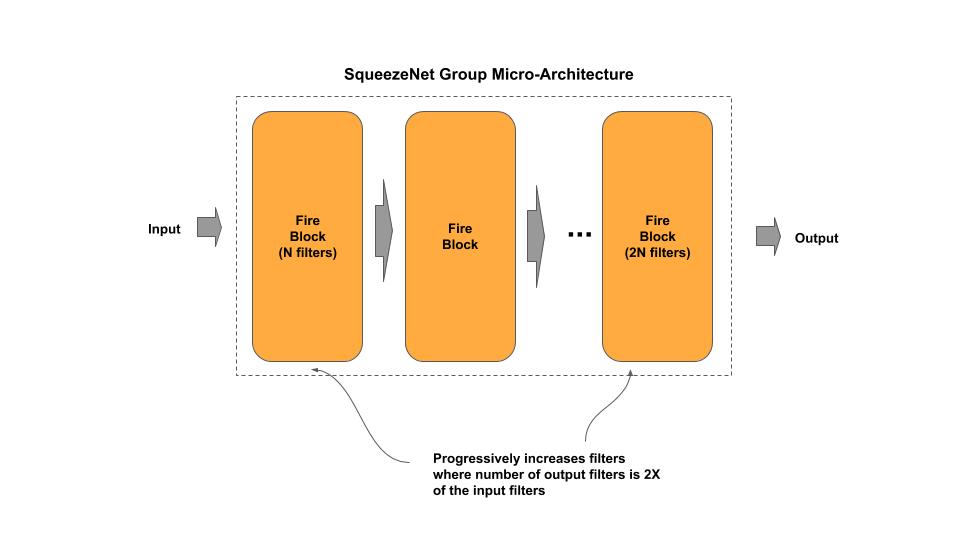 SqueezeNet Group Micro-Architecture
Input
Fire
Block
(N filters)
Fire
Block
...
Fire
Block
(2N filters)
Output
Progressively increases filters
where number of output filters is 2X
of the input filters